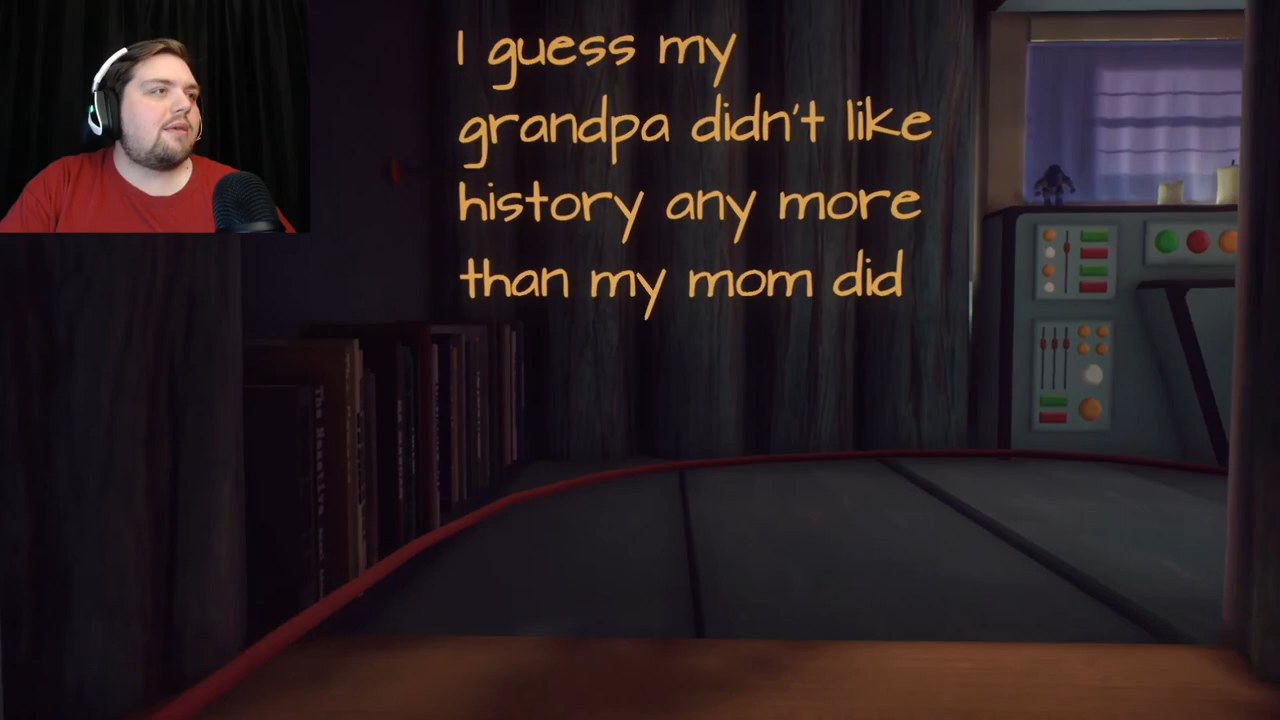 I guess my
grandpa didn't like
history any more
than my mom did